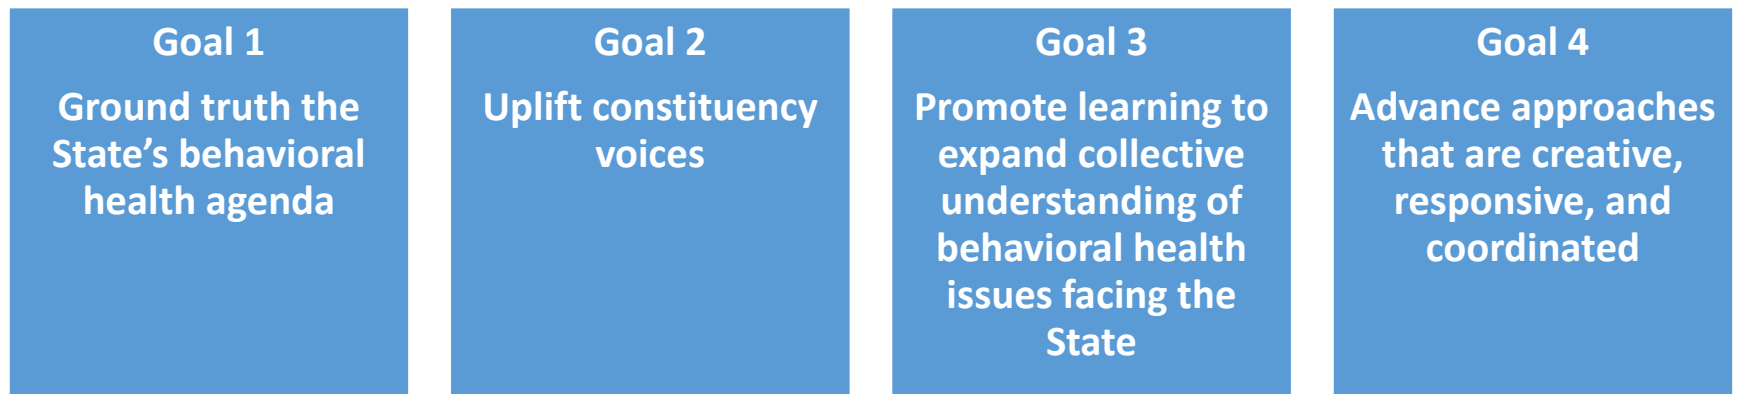 Goal 1
Ground truth the
State’s behavioral
health agenda
Goal 2
Uplift constituency
voices
Goal 3
Promote learning to
expand collective
understanding of
behavioral health
issues facing the
State
Goal 4
Advance approaches
that are creative,
responsive, and
coordinated